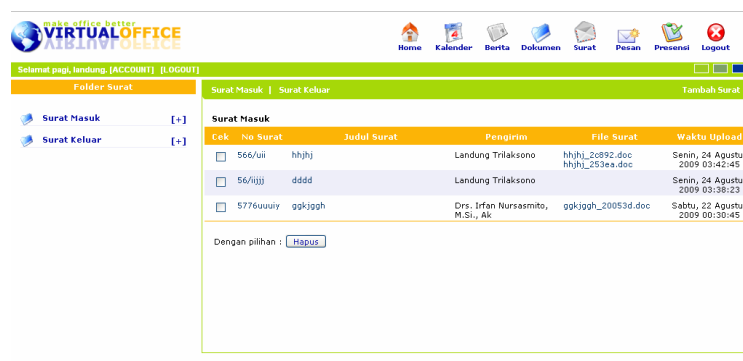 make office better
VIRTUALOFFICE
Home Kalender Berita Dokumen Surat Pesan Presensi Logout
Selamat pagi, landung. [ACCOUNT] [LOGOUT]
Folder Surat
Surat Masuk [+]
Surat Keluar [+]
Surat Masuk | Surat Keluar Tambah Surat
Surat Masuk
Cek No Surat Judul Surat Pengirim File Surat Waktu Upload
566/uii hhjhj Landung Trilaksono hhjhj_2c892.doc Senin, 24 Agustu
hhjhj_253ea.doc 2009 03:42:45
56/iijjj dddd Landung Trilaksono Senin, 24 Agustu
2009 03:38:23
5776uuuiy ggkjggh Drs. Irfan Nursasmito, ggkjggh_20053d.doc Sabtu, 22 Agustu
M.Si., Ak 2009 00:30:45
Dengan pilihan : Hapus